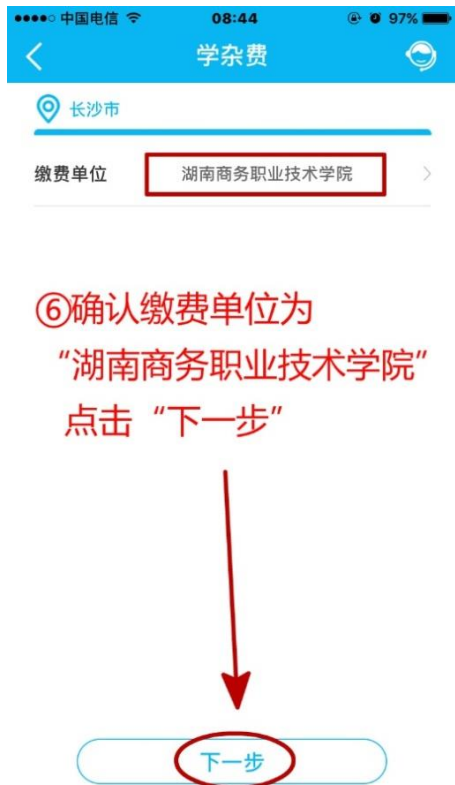 中国电信 08:44 97%
学杂费
长沙市
缴费单位 湖南商务职业技术学院
⑥确认缴费单位为
“湖南商务职业技术学院”
点击“下一步”
下一步